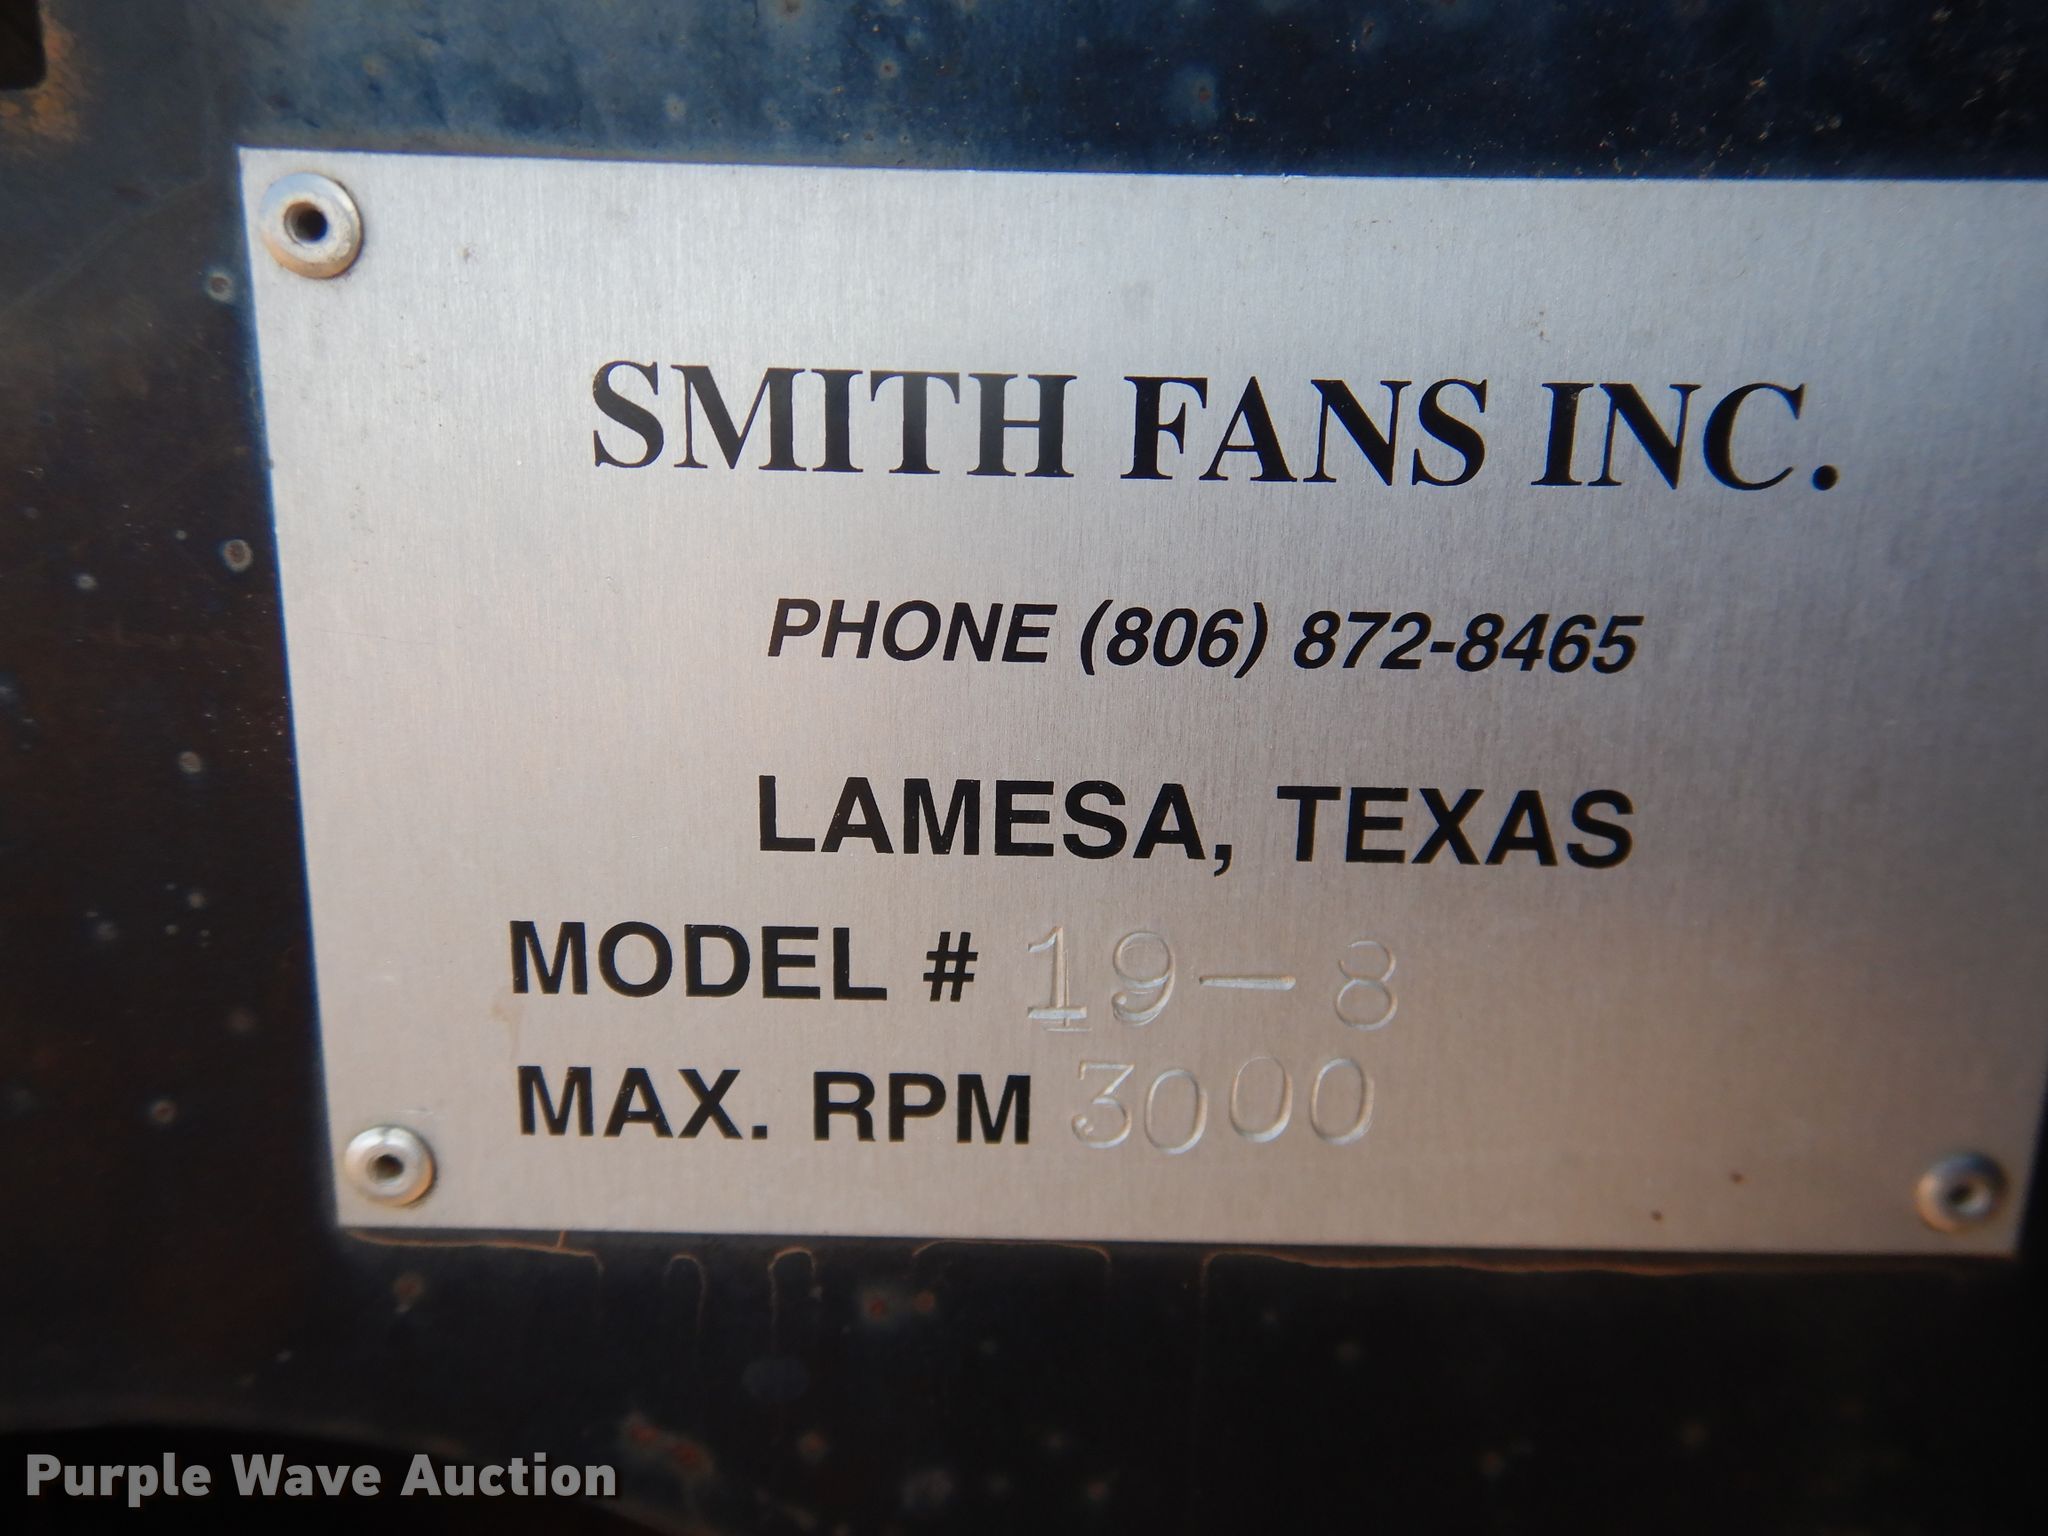 SMITH FANS INC.
PHONE (806) 872-8465
LAMESA, TEXAS
MODEL # 19-8
MAX. RPM 3000
Purple Wave Auction